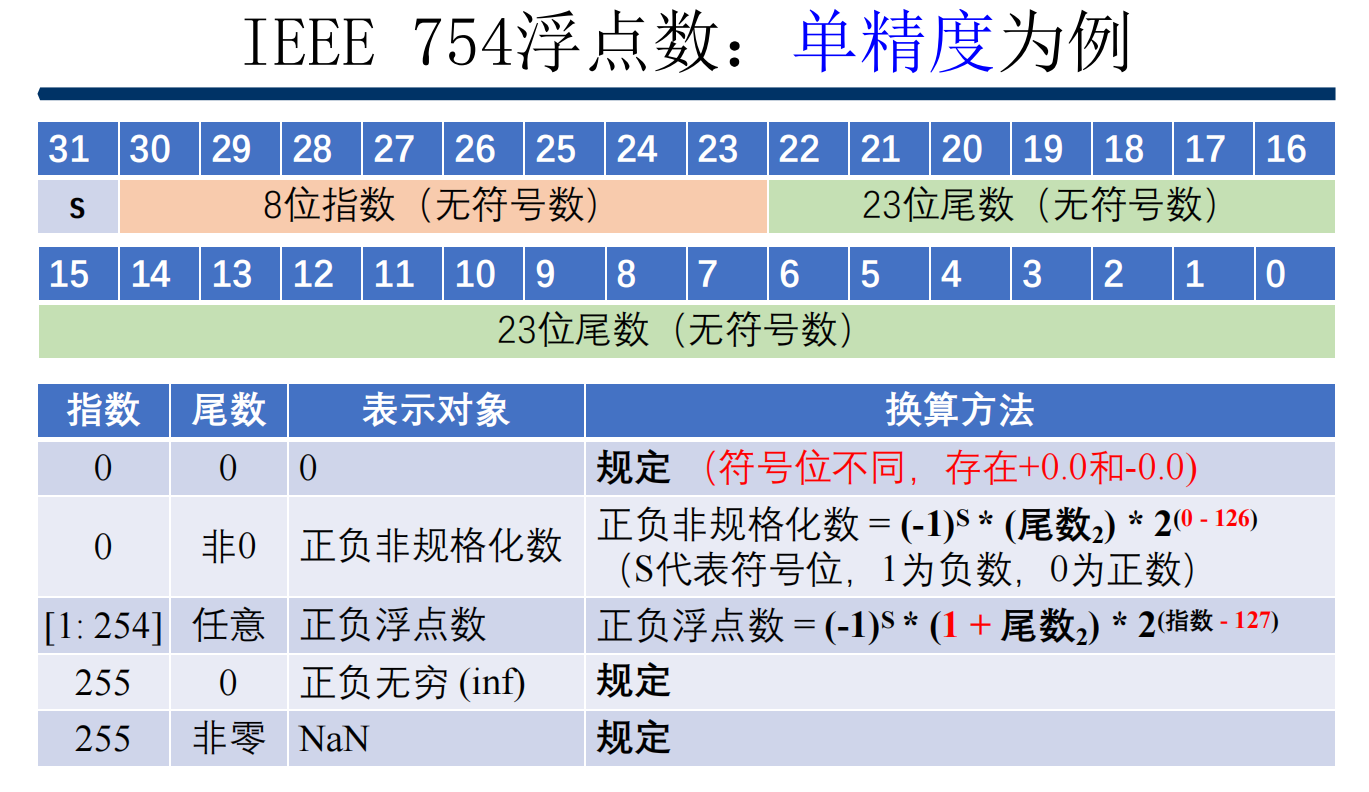 IEEE 754浮点数：单精度为例
31 30 29 28 27 26 25 24 23 22 21 20 19 18 17 16
s 8位指数（无符号数） 23位尾数（无符号数）
15 14 13 12 11 10 9 8 7 6 5 4 3 2 1 0
23位尾数（无符号数）
指数 尾数 表示对象 换算方法
0 0 0 规定 （符号位不同，存在+0.0和-0.0)
0 非0 正负非规格化数 正负非规格化数 = (-1)ˢ * (尾数₂) * 2⁽⁰ ⁻ ¹²⁶⁾
（S代表符号位，1为负数，0为正数）
[1: 254] 任意 正负浮点数 正负浮点数 = (-1)ˢ * (1 + 尾数₂) * 2^(指数 - 127)
255 0 正负无穷 (inf) 规定
255 非零 NaN 规定